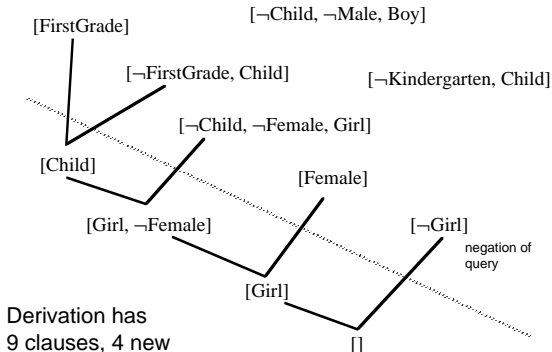 [FirstGrade]
[¬Child, ¬Male, Boy]
[¬FirstGrade, Child]
[¬Kindergarten, Child]
[¬Child, ¬Female, Girl]
[Child]
[Female]
[Girl, ¬Female]
[¬Girl]
negation of
query
[Girl]
Derivation has
9 clauses, 4 new
[]